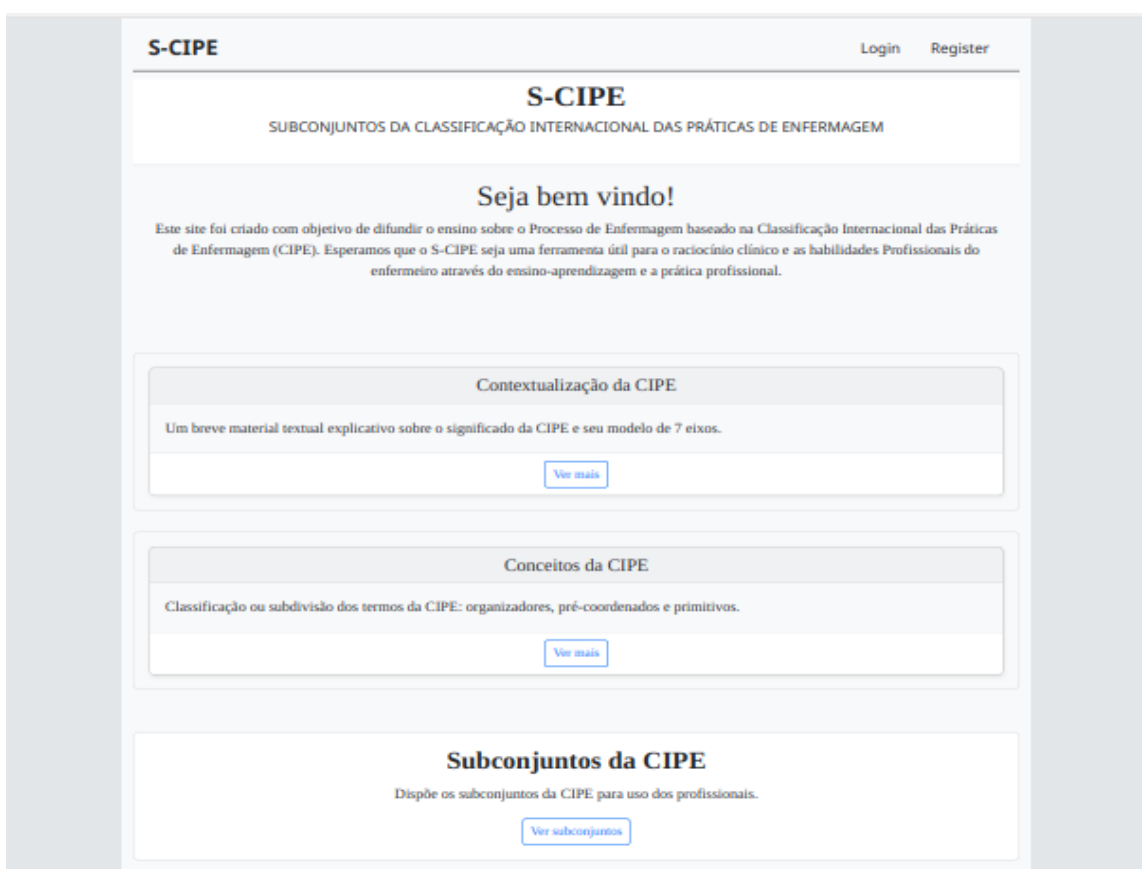 S-CIPE
Login Register
S-CIPE
SUBCONJUNTOS DA CLASSIFICAÇÃO INTERNACIONAL DAS PRÁTICAS DE ENFERMAGEM
Seja bem vindo!
Este site foi criado com objetivo de difundir o ensino sobre o Processo de Enfermagem baseado na Classificação Internacional das Práticas
de Enfermagem (CIPE). Esperamos que o S-CIPE seja uma ferramenta útil para o raciocínio clínico e as habilidades Profissionais do
enfermeiro através do ensino-aprendizagem e a prática profissional.
Contextualização da CIPE
Um breve material textual explicativo sobre o significado da CIPE e seu modelo de 7 eixos.
Ver mais
Conceitos da CIPE
Classificação ou subdivisão dos termos da CIPE: organizadores, pré-coordenados e primitivos.
Ver mais
Subconjuntos da CIPE
Dispõe os subconjuntos da CIPE para uso dos profissionais.
Ver subconjuntos